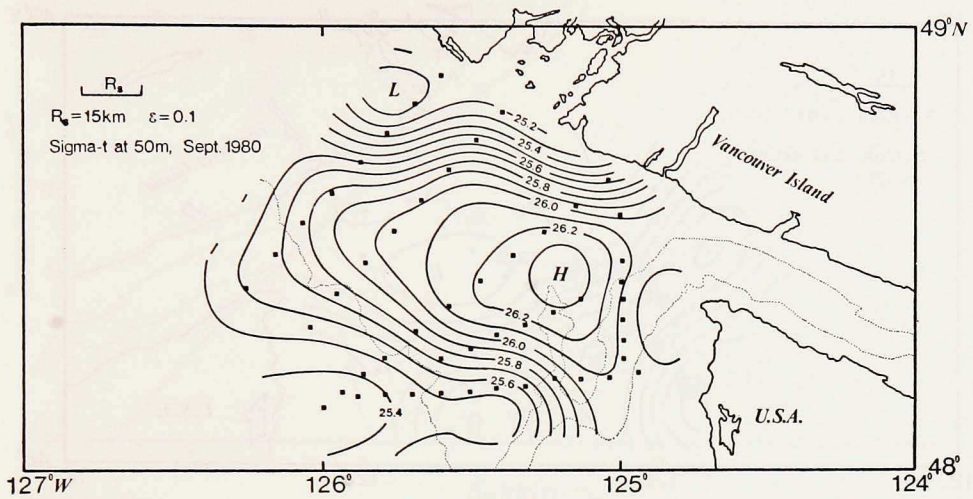 49°N
R_s
R_s = 15km ε = 0.1
Sigma-t at 50m, Sept. 1980
L
25.2
25.4
25.6
25.8
26.0
26.2
H
26.2
26.0
25.8
25.6
25.4
Vancouver Island
U.S.A.
48°
127°W
126°
125°
124°